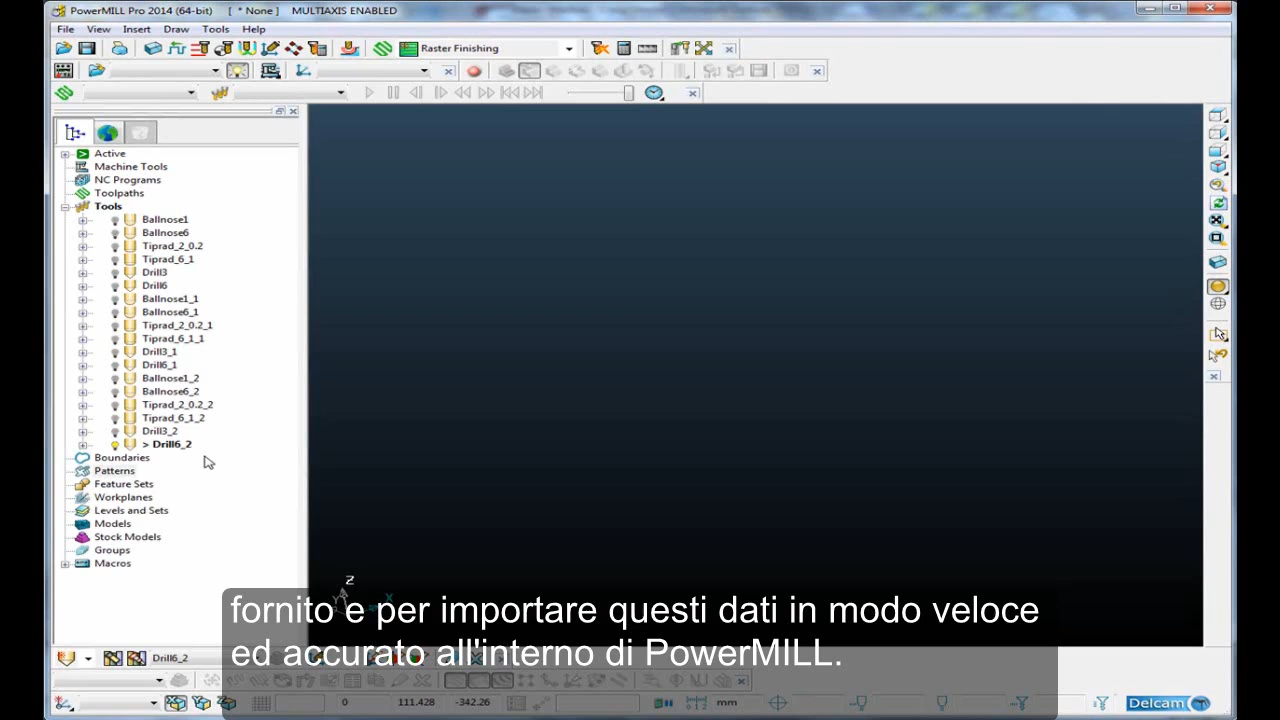 PowerMILL Pro 2014 (64-bit) [ * None ] MULTIAXIS ENABLED
File View Insert Draw Tools Help
Raster Finishing
Active
Machine Tools
NC Programs
Toolpaths
Tools
Ballnose1
Ballnose6
Tiprad_2_0.2
Tiprad_6_1
Drill3
Drill6
Ballnose1_1
Ballnose6_1
Tiprad_2_0.2_1
Tiprad_6_1_1
Drill3_1
Drill6_1
Ballnose1_2
Ballnose6_2
Tiprad_2_0.2_2
Tiprad_6_1_2
Drill3_2
> Drill6_2
Boundaries
Patterns
Feature Sets
Workplanes
Levels and Sets
Models
Stock Models
Groups
Macros
Z
X
fornito e per importare questi dati in modo veloce
ed accurato all'interno di PowerMILL.
Drill6_2
0 111.428 -342.26 mm Delcam